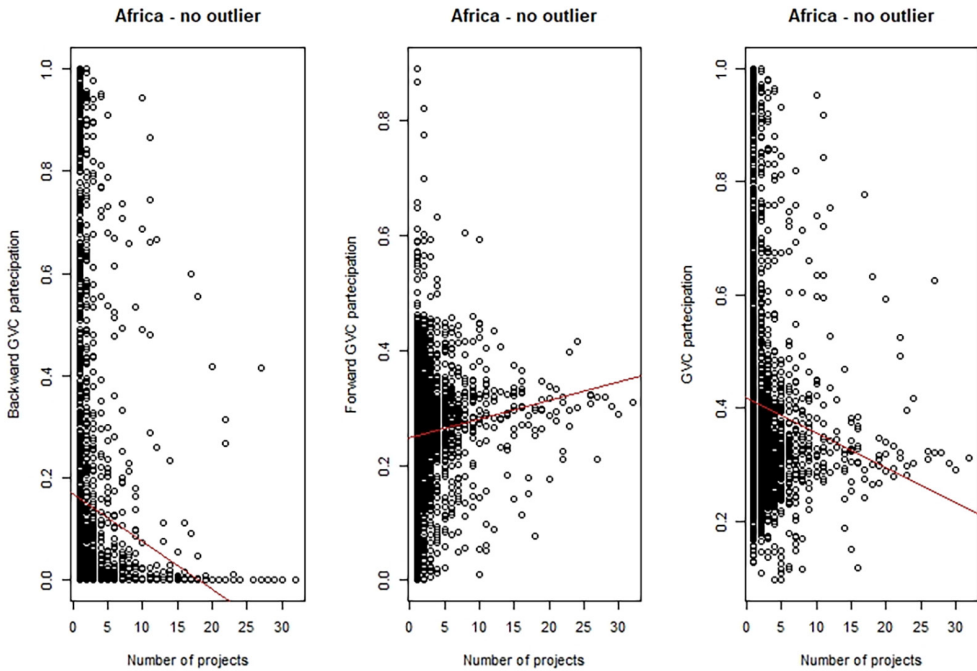 Africa - no outlier
Backward GVC partecipation
0.0 0.2 0.4 0.6 0.8 1.0
0 5 10 15 20 25 30
Number of projects
Africa - no outlier
Forward GVC partecipation
0.0 0.2 0.4 0.6 0.8
0 5 10 15 20 25 30
Number of projects
Africa - no outlier
GVC partecipation
0.2 0.4 0.6 0.8 1.0
0 5 10 15 20 25 30
Number of projects